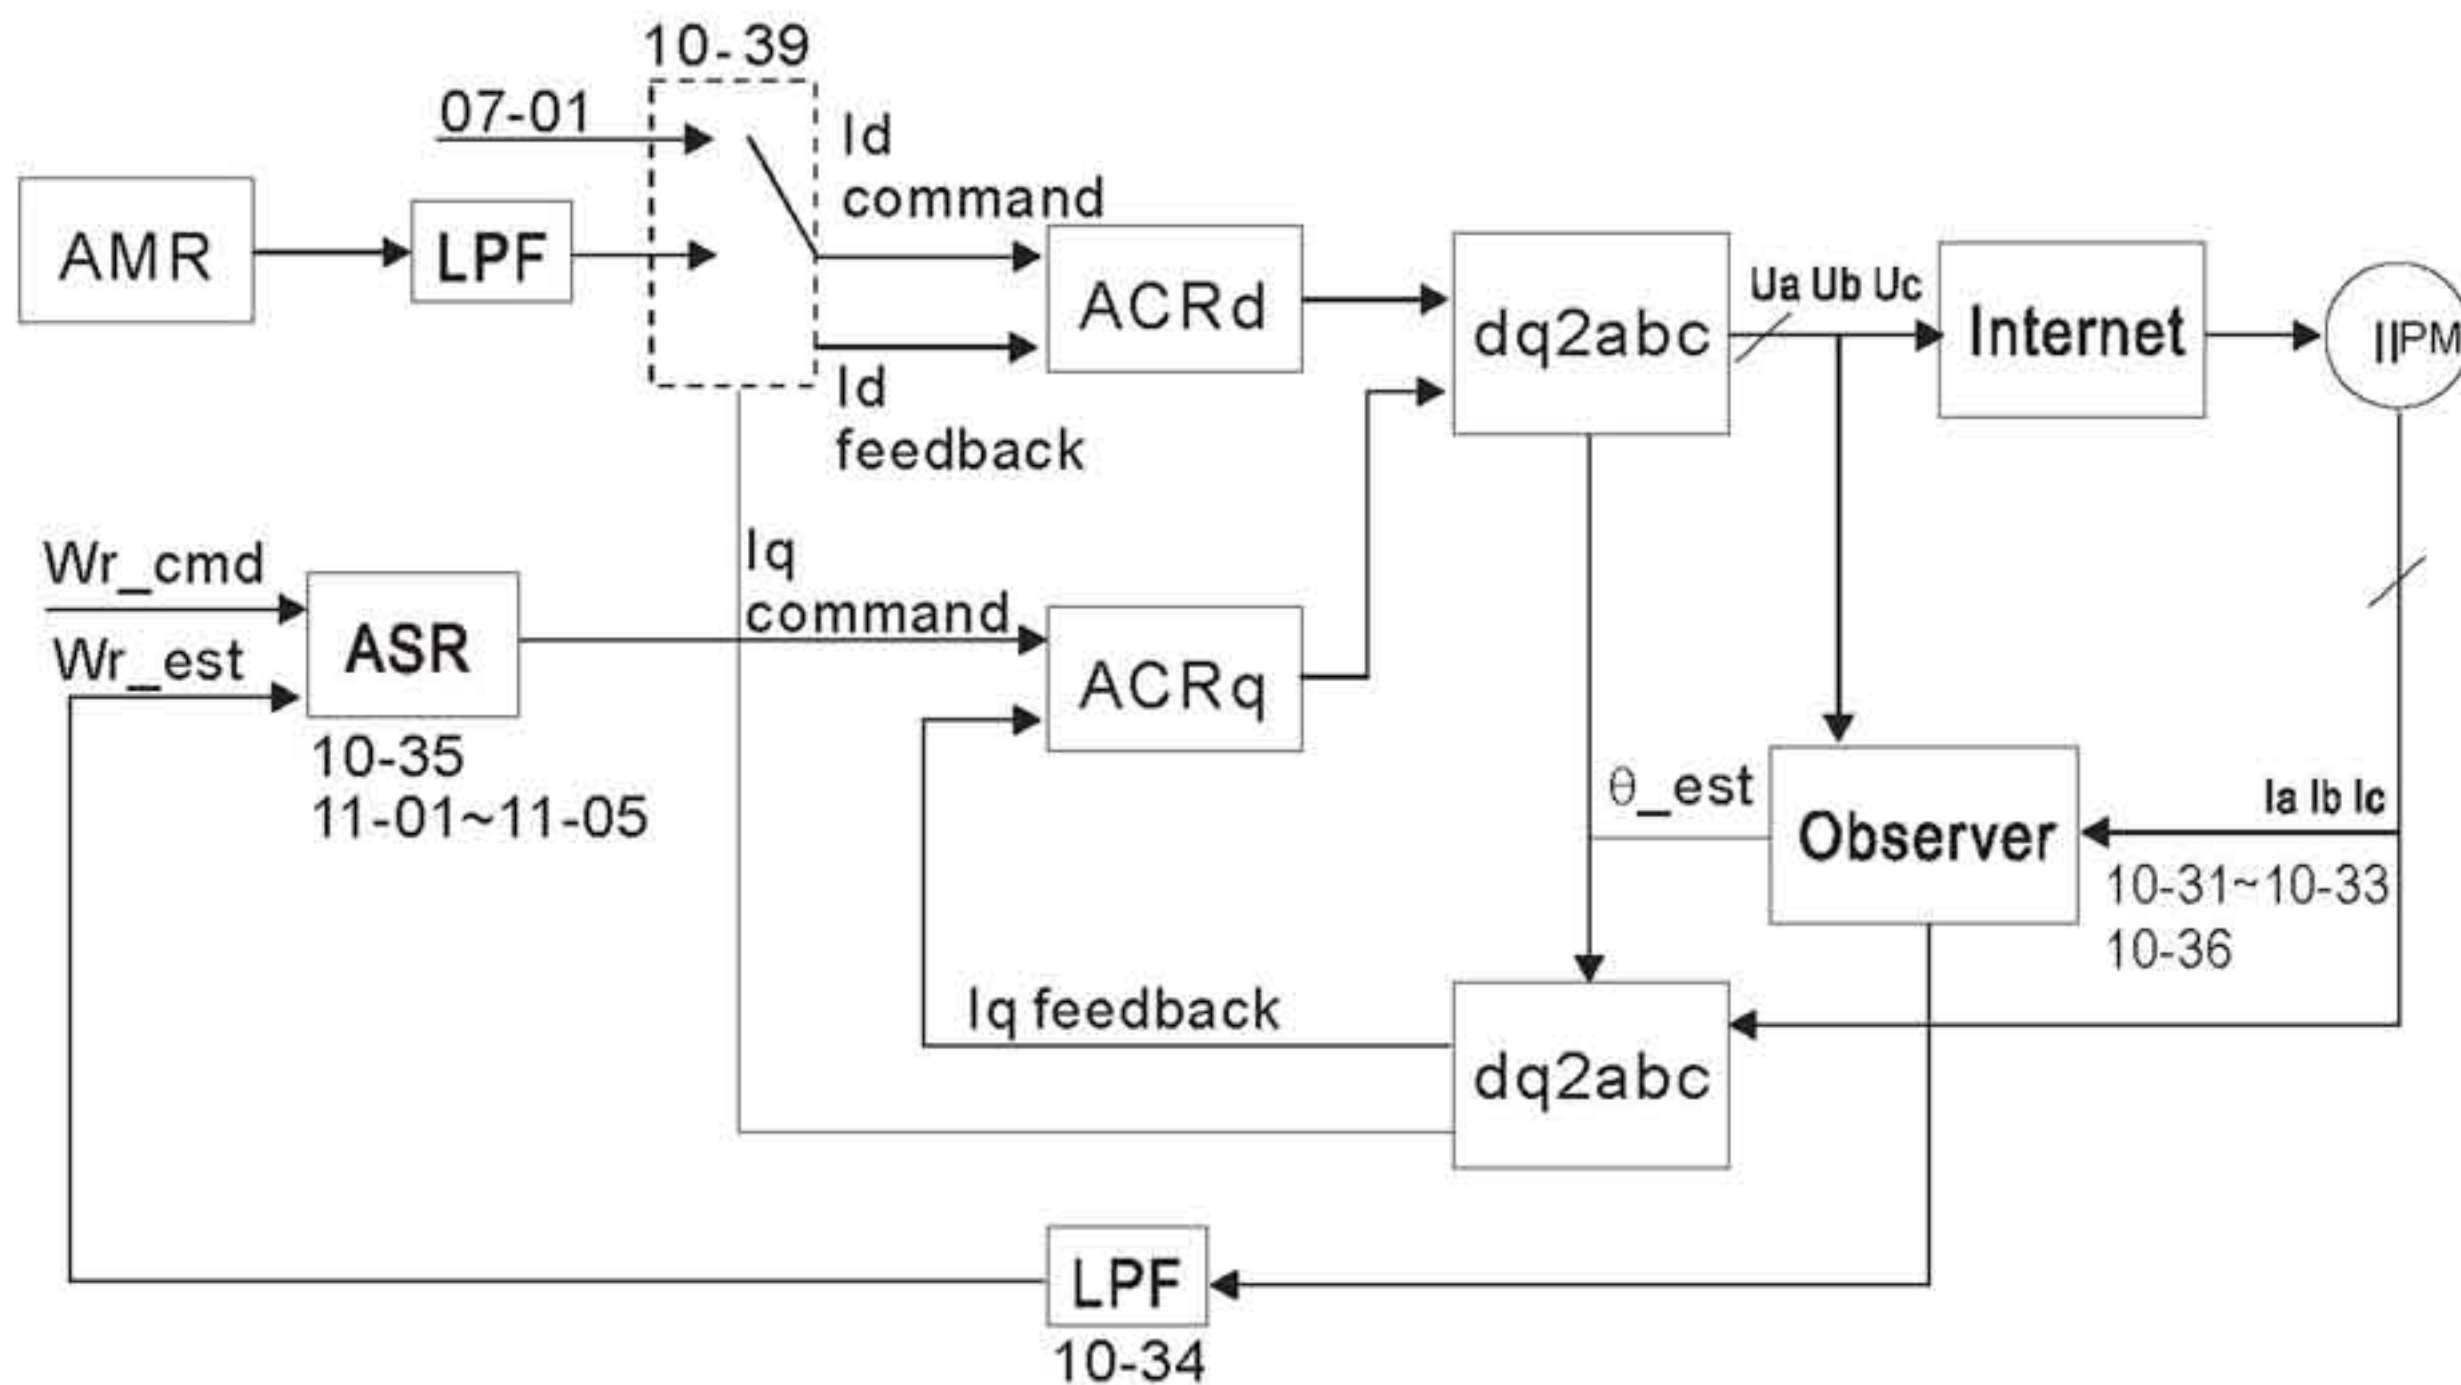 10-39
07-01
Id
command
AMR
LPF
ACRd
dq2abc
Ua Ub Uc
Internet
IIPM
Id
feedback
Wr_cmd
Wr_est
ASR
10-35
11-01~11-05
Iq
command
ACRq
θ_est
Observer
Ia Ib Ic
10-31~10-33
10-36
Iq feedback
dq2abc
LPF
10-34